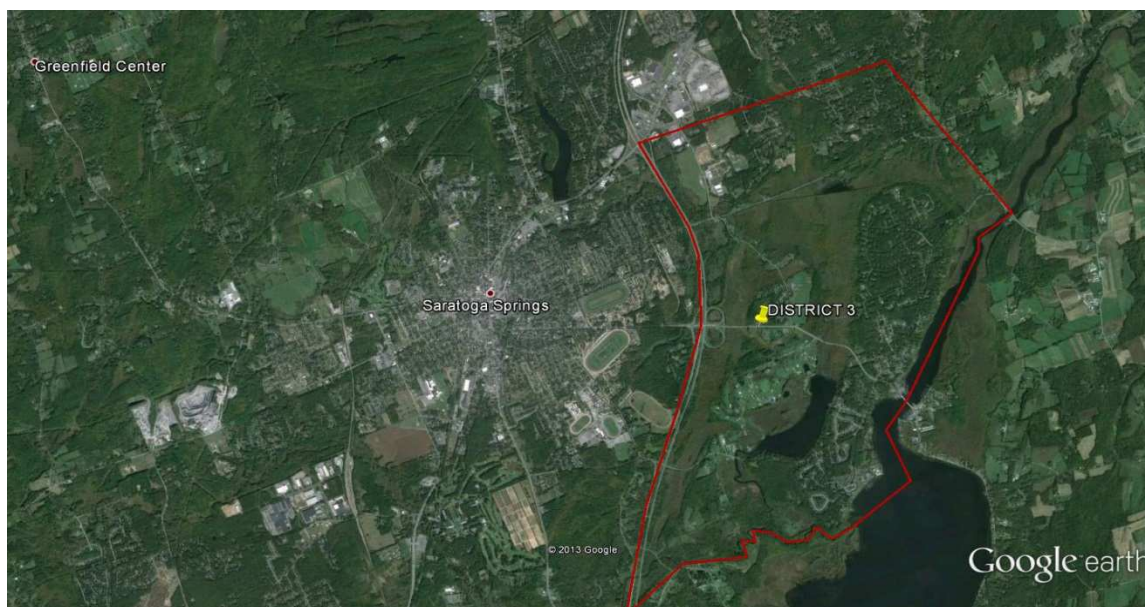 Greenfield Center
Saratoga Springs
DISTRICT 3
© 2013 Google
Google earth